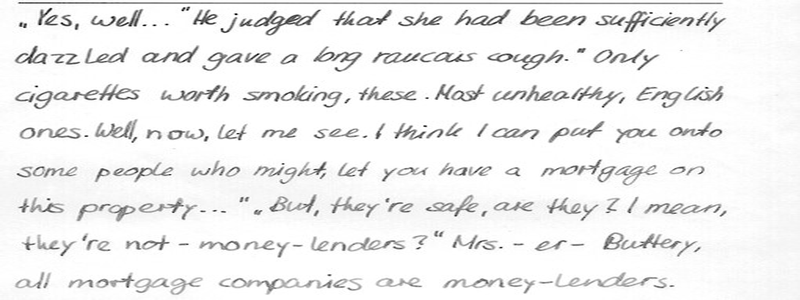 „Yes, well... "He judged that she had been sufficiently
dazzled and gave a long raucous cough." Only
cigarettes worth smoking, these. Most unhealthy, English
ones. Well, now, let me see. I think I can put you onto
some people who might, let you have a mortgage on
this property..." „But, they're safe, are they? I mean,
they're not - money-lenders?" Mrs. - er - Buttery,
all mortgage companies are money-lenders.